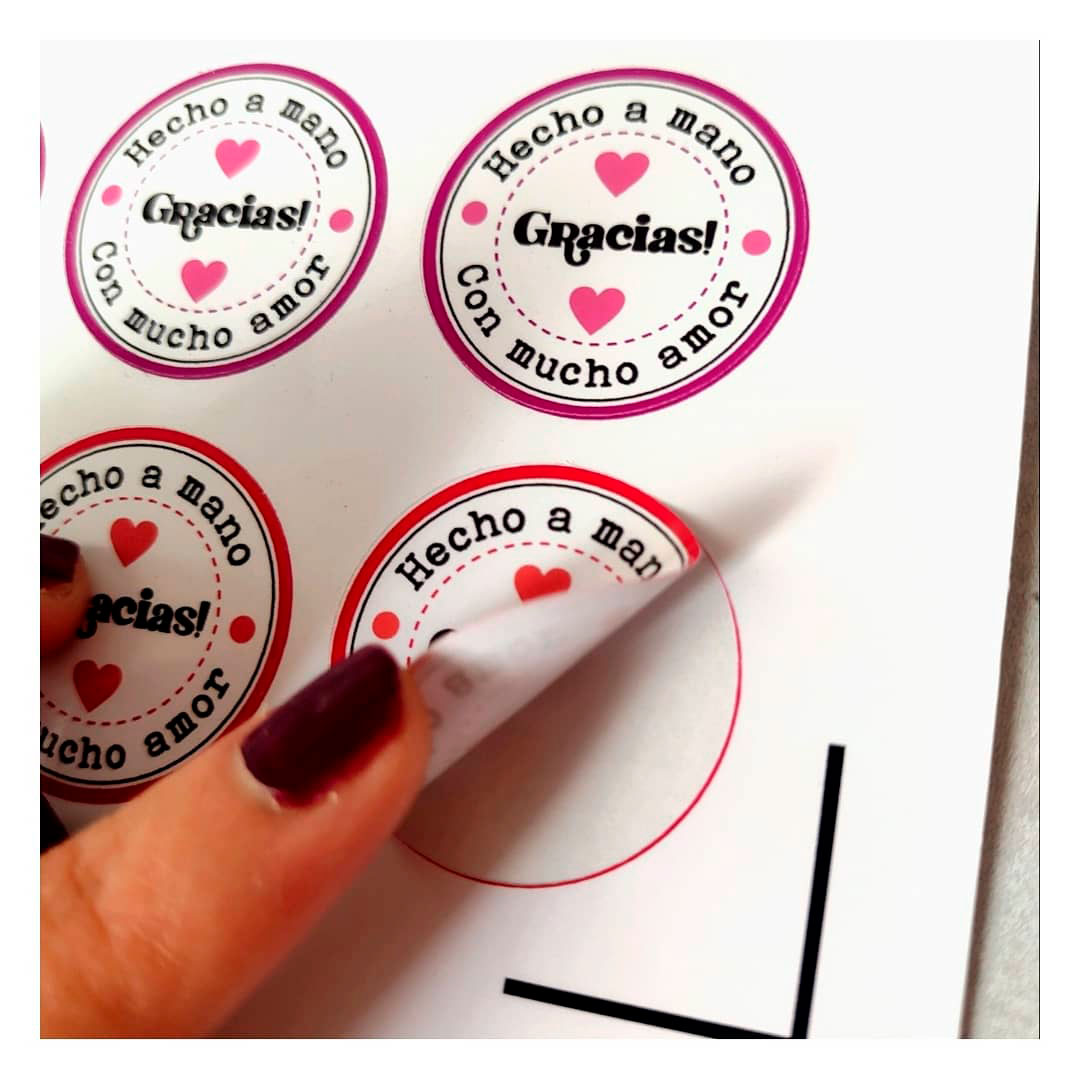 Hecho a mano
Gracias!
Con mucho amor
Hecho a mano
Gracias!
Con mucho amor
echo a mano
acias!
ucho amor
Hecho a man